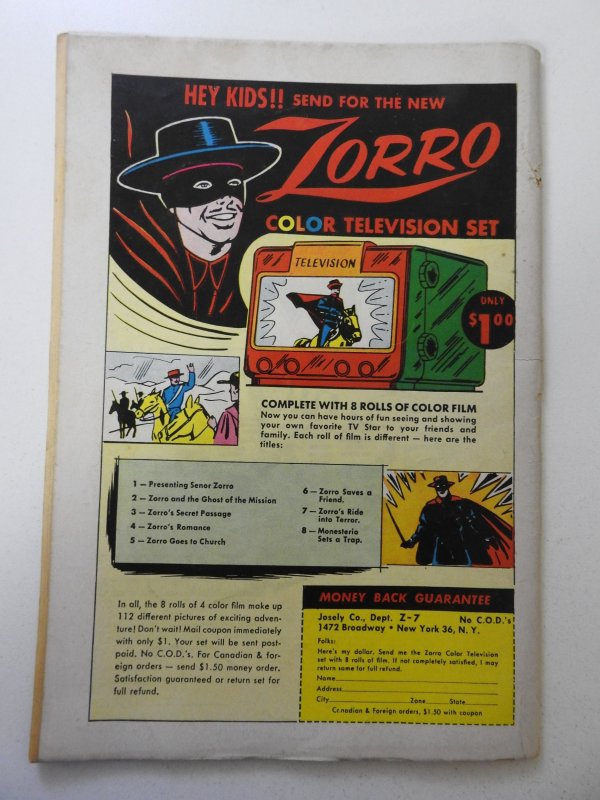 HEY KIDS!! SEND FOR THE NEW
ZORRO
COLOR TELEVISION SET
TELEVISION
ONLY
$1.00
COMPLETE WITH 8 ROLLS OF COLOR FILM
Now you can have hours of fun seeing and showing
your own favorite TV Star to your friends and
family. Each roll of film is different — here are the
titles:
1 — Presenting Senor Zorro
2 — Zorro and the Ghost of the Mission
3 — Zorro's Secret Passage
4 — Zorro's Romance
5 — Zorro Goes to Church
6 — Zorro Saves a
Friend.
7 — Zorro's Ride
into Terror.
8 — Monesterio
Sets a Trap.
In all, the 8 rolls of 4 color film make up
112 different pictures of exciting adven-
ture! Don't wait! Mail coupon immediately
with only $1. Your set will be sent post-
paid. No C.O.D.'s. For Canadian & for-
eign orders — send $1.50 money order.
Satisfaction guaranteed or return set for
full refund.
MONEY BACK GUARANTEE
Josely Co., Dept. Z-7 No C.O.D.'s
1472 Broadway • New York 36, N. Y.
Folks:
Here's my dollar. Send me the Zorro Color Television
set with 8 rolls of film. If not completely satisfied, I may
return same for full refund.
Name
Address
City Zone State
Canadian & Foreign orders, $1.50 with coupon